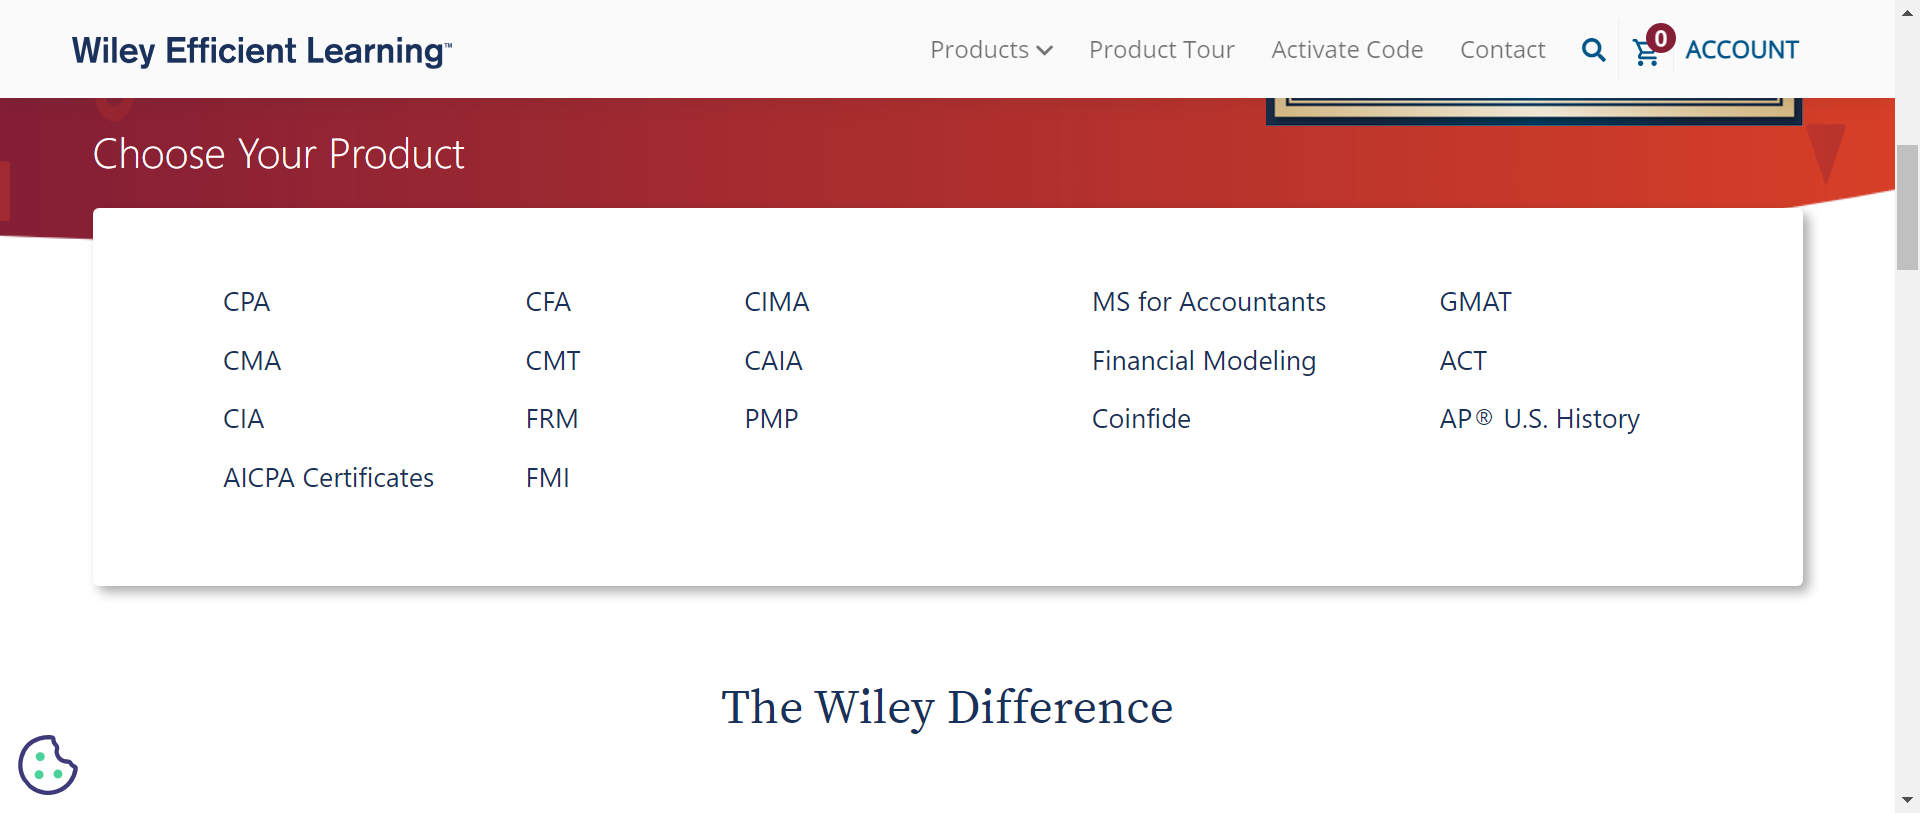 Wiley Efficient Learning™
Products Product Tour Activate Code Contact 0 ACCOUNT
Choose Your Product
CPA CFA CIMA MS for Accountants GMAT
CMA CMT CAIA Financial Modeling ACT
CIA FRM PMP Coinfide AP® U.S. History
AICPA Certificates FMI
The Wiley Difference